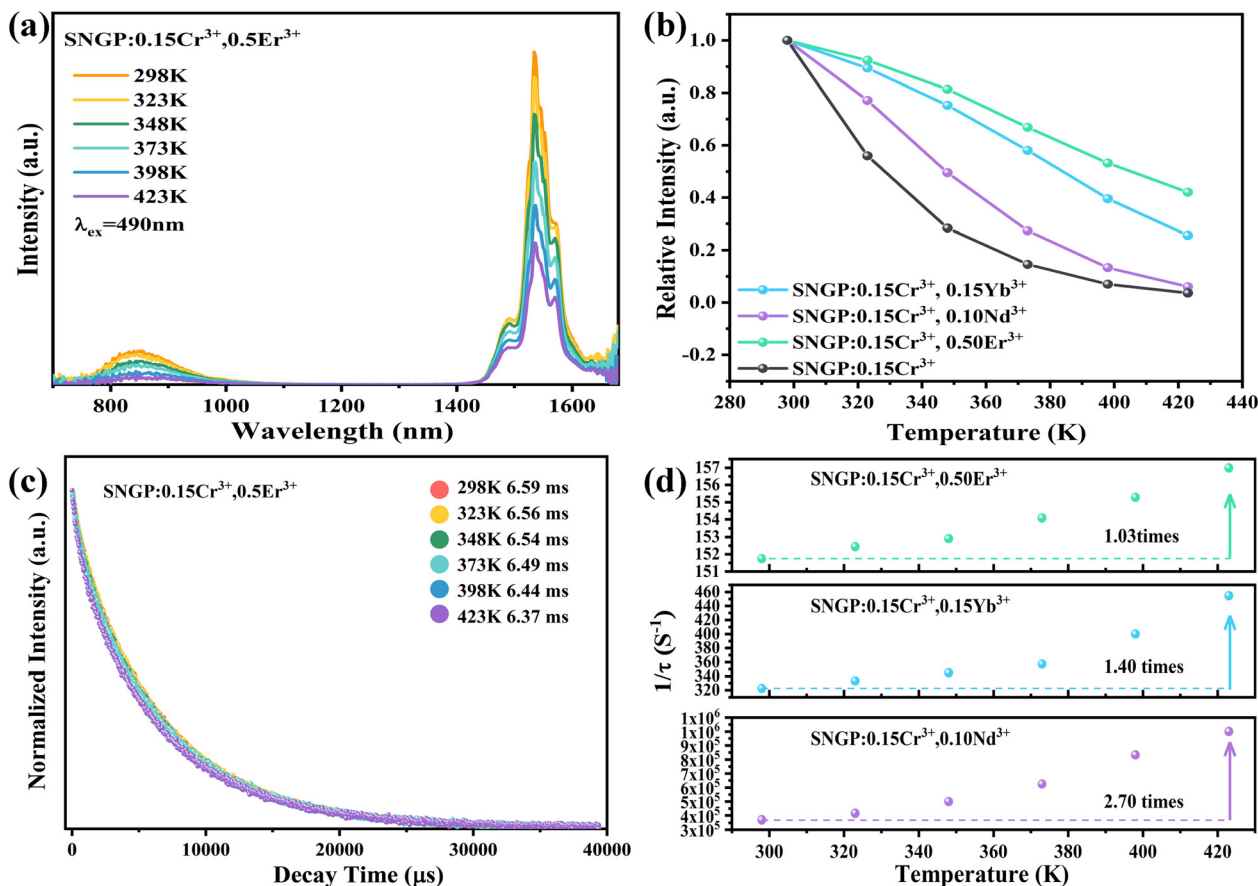 (a)
SNGP:0.15Cr³⁺,0.5Er³⁺
298K
323K
348K
373K
398K
423K
λex=490nm
Intensity (a.u.)
800 1000 1200 1400 1600
Wavelength (nm)
(b)
Relative Intensity (a.u.)
1.0
0.8
0.6
0.4
0.2
0.0
-0.2
SNGP:0.15Cr³⁺, 0.15Yb³⁺
SNGP:0.15Cr³⁺, 0.10Nd³⁺
SNGP:0.15Cr³⁺, 0.50Er³⁺
SNGP:0.15Cr³⁺
280 300 320 340 360 380 400 420 440
Temperature (K)
(c)
SNGP:0.15Cr³⁺,0.5Er³⁺
298K 6.59 ms
323K 6.56 ms
348K 6.54 ms
373K 6.49 ms
398K 6.44 ms
423K 6.37 ms
Normalized Intensity (a.u.)
0 10000 20000 30000 40000
Decay Time (μs)
(d)
1/τ (S⁻¹)
157
156
154
153
152
151
SNGP:0.15Cr³⁺,0.50Er³⁺
1.03times
460
440
400
380
360
340
320
SNGP:0.15Cr³⁺,0.15Yb³⁺
1.40 times
1x10⁶
1x10⁶
9x10⁵
8x10⁵
7x10⁵
6x10⁵
5x10⁵
4x10⁵
3x10⁵
SNGP:0.15Cr³⁺,0.10Nd³⁺
2.70 times
300 320 340 360 380 400 420
Temperature (K)